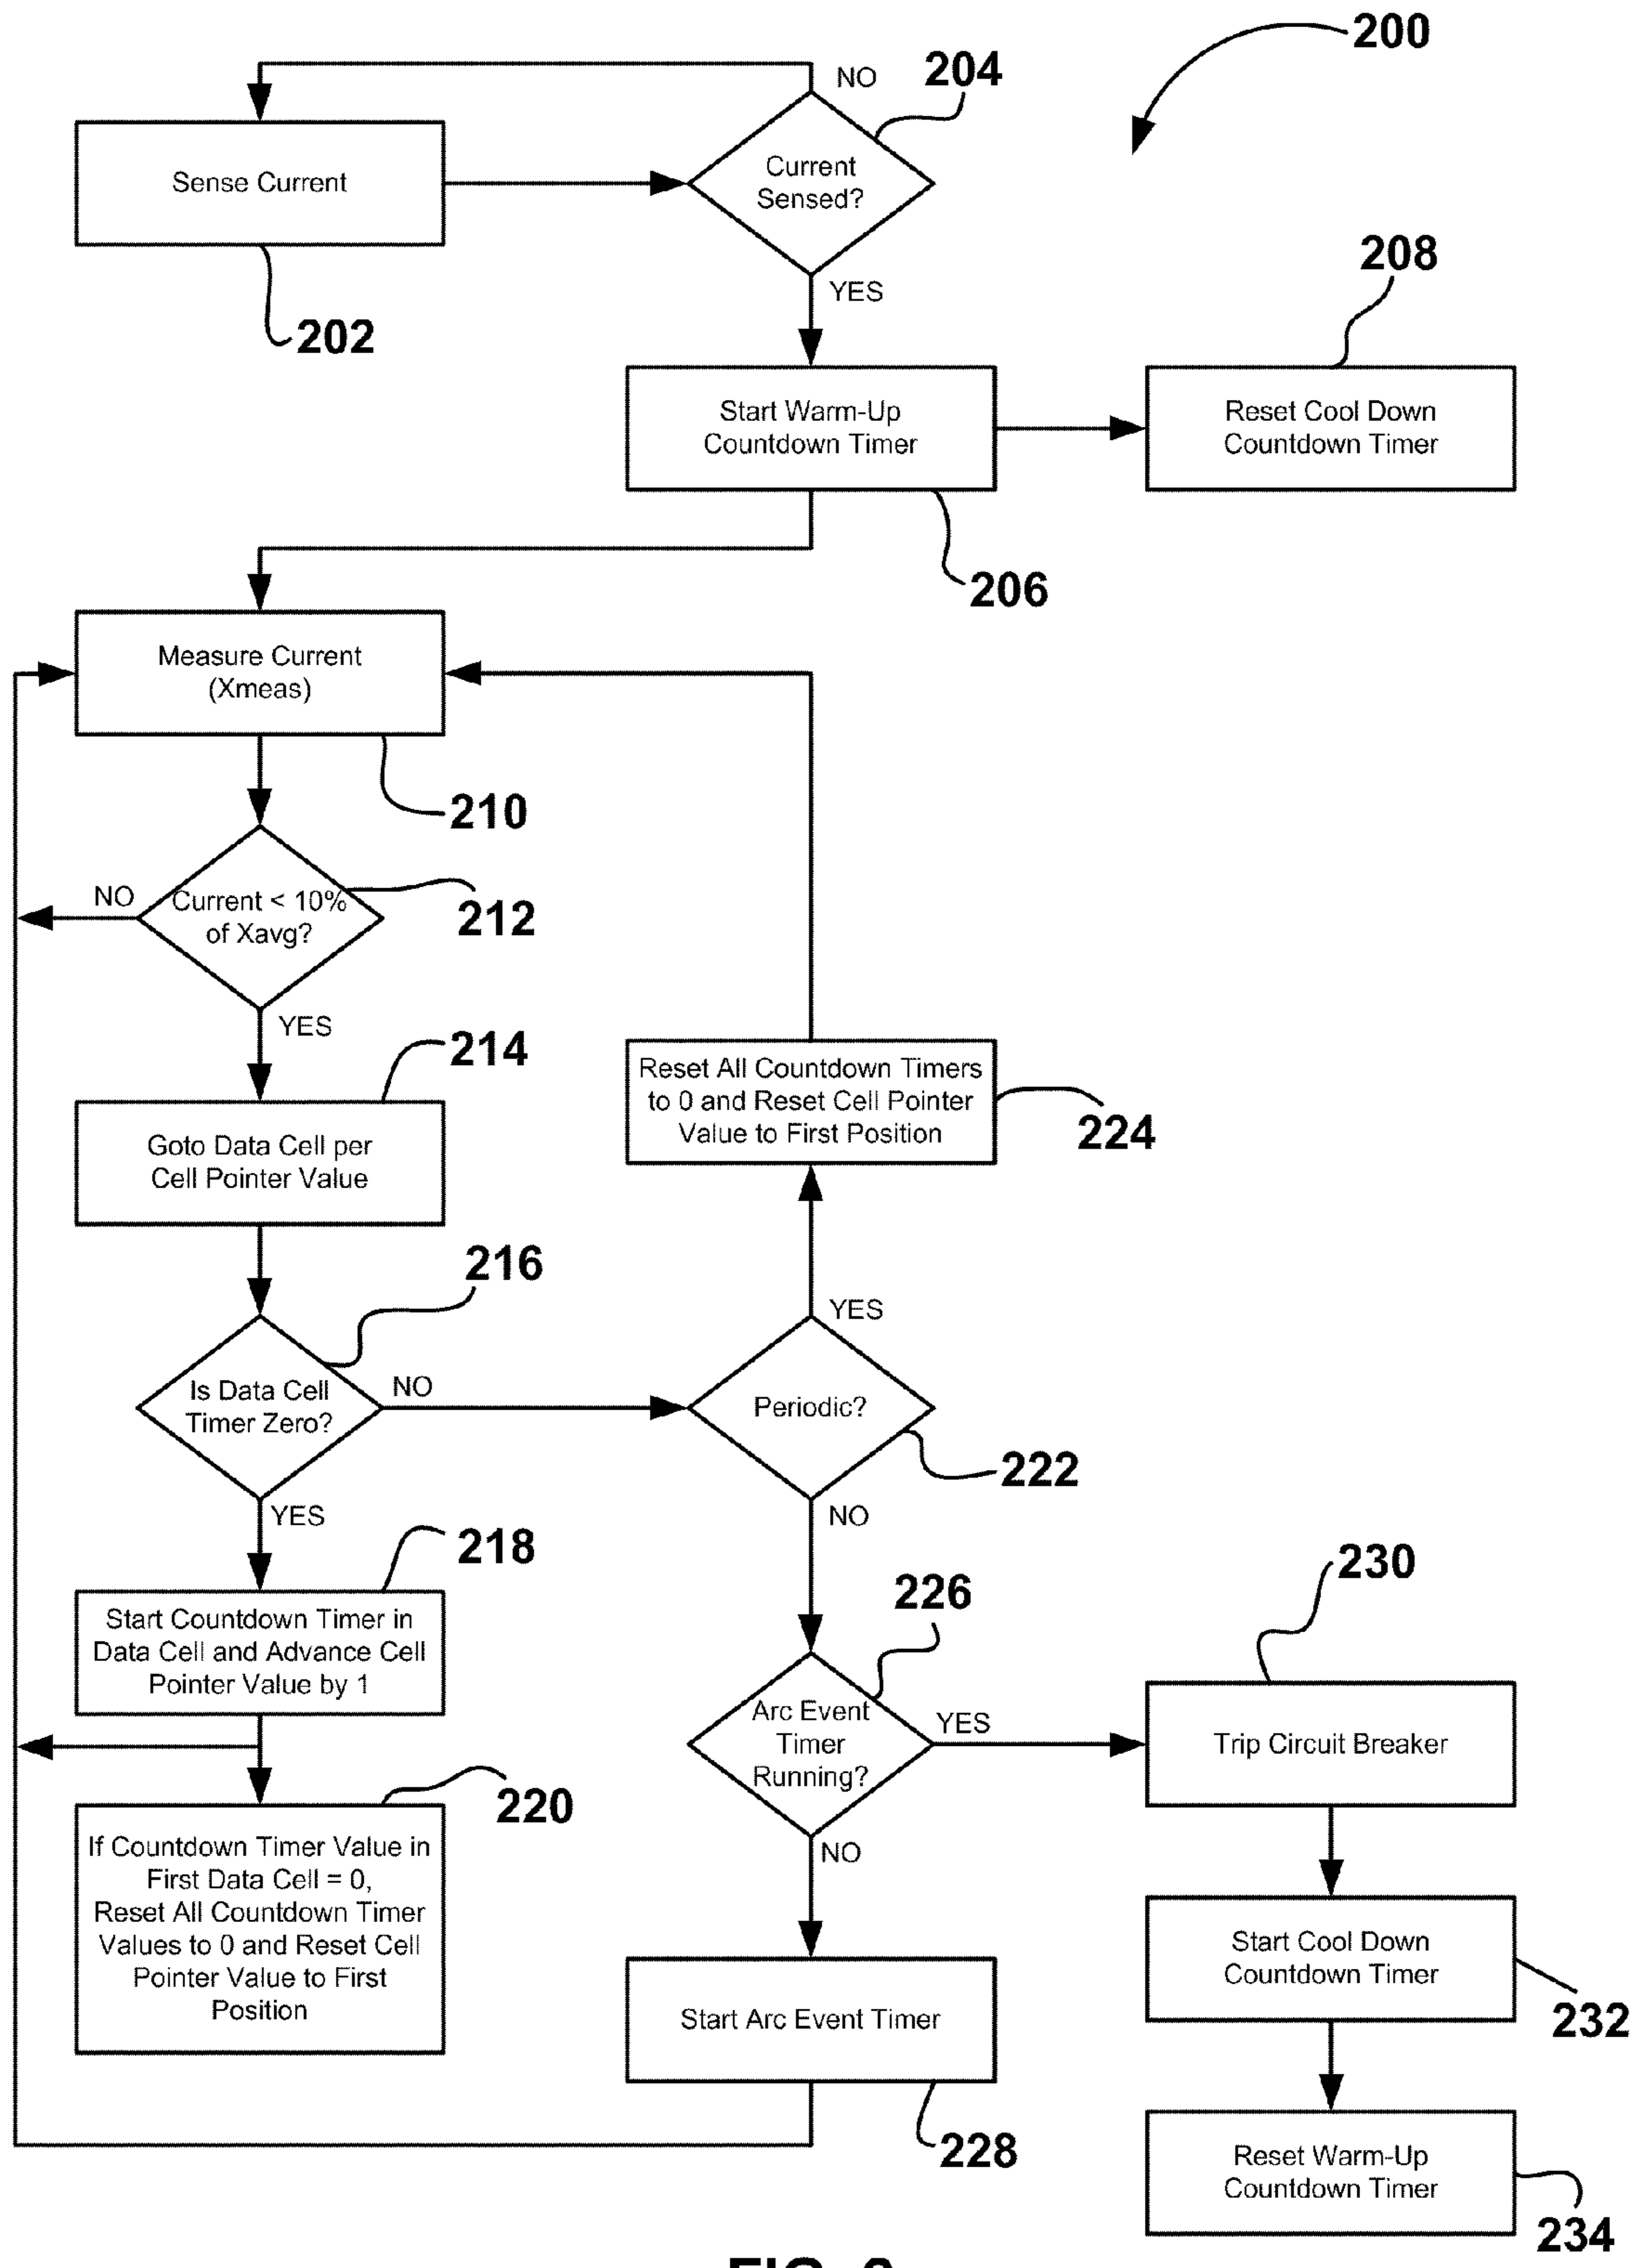 200
NO
204
Sense Current
Current
Sensed?
202
YES
208
Start Warm-Up
Countdown Timer
Reset Cool Down
Countdown Timer
206
Measure Current
(Xmeas)
210
NO
Current < 10%
of Xavg?
212
YES
214
Goto Data Cell per
Cell Pointer Value
Reset All Countdown Timers
to 0 and Reset Cell Pointer
Value to First Position
224
216
YES
Is Data Cell
Timer Zero?
NO
Periodic?
222
YES
NO
218
Start Countdown Timer in
Data Cell and Advance Cell
Pointer Value by 1
226
230
Arc Event
Timer
Running?
YES
Trip Circuit Breaker
220
NO
If Countdown Timer Value in
First Data Cell = 0,
Reset All Countdown Timer
Values to 0 and Reset Cell
Pointer Value to First
Position
Start Cool Down
Countdown Timer
232
Start Arc Event Timer
228
Reset Warm-Up
Countdown Timer
234